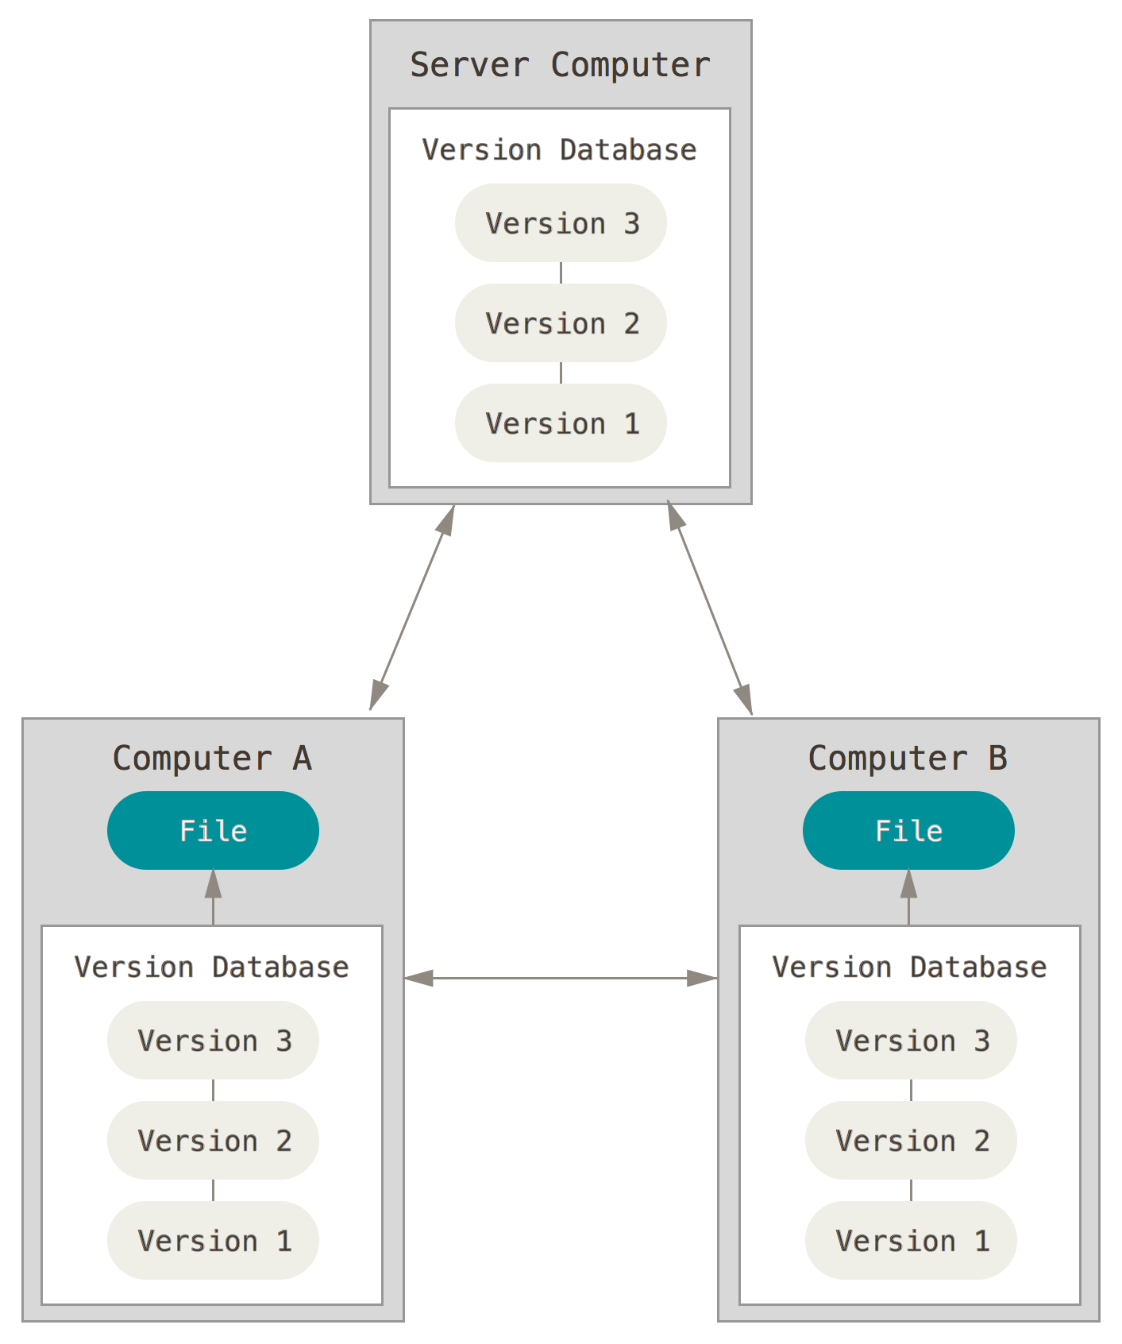 Server Computer
Version Database
Version 3
Version 2
Version 1
Computer A
File
Version Database
Version 3
Version 2
Version 1
Computer B
File
Version Database
Version 3
Version 2
Version 1